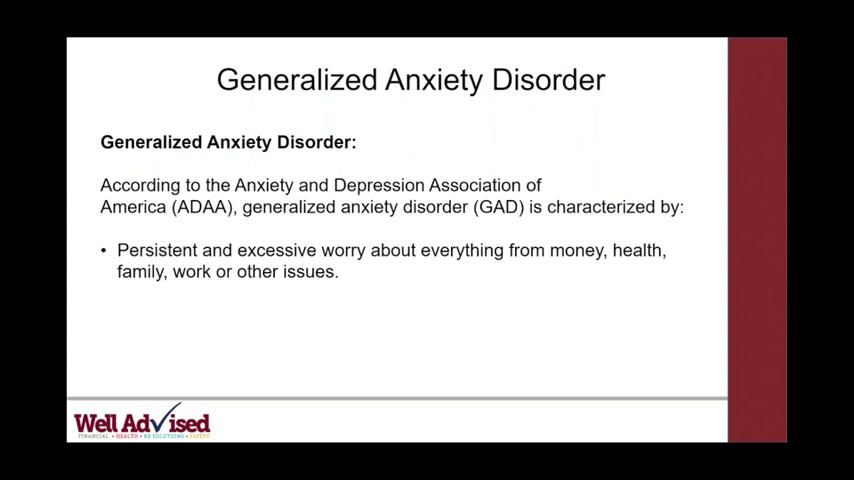 Generalized Anxiety Disorder
Generalized Anxiety Disorder:
According to the Anxiety and Depression Association of
America (ADAA), generalized anxiety disorder (GAD) is characterized by:
• Persistent and excessive worry about everything from money, health,
family, work or other issues.
Well Advised
FINANCIAL • HEALTH • RESOLUTIONS • SAFETY